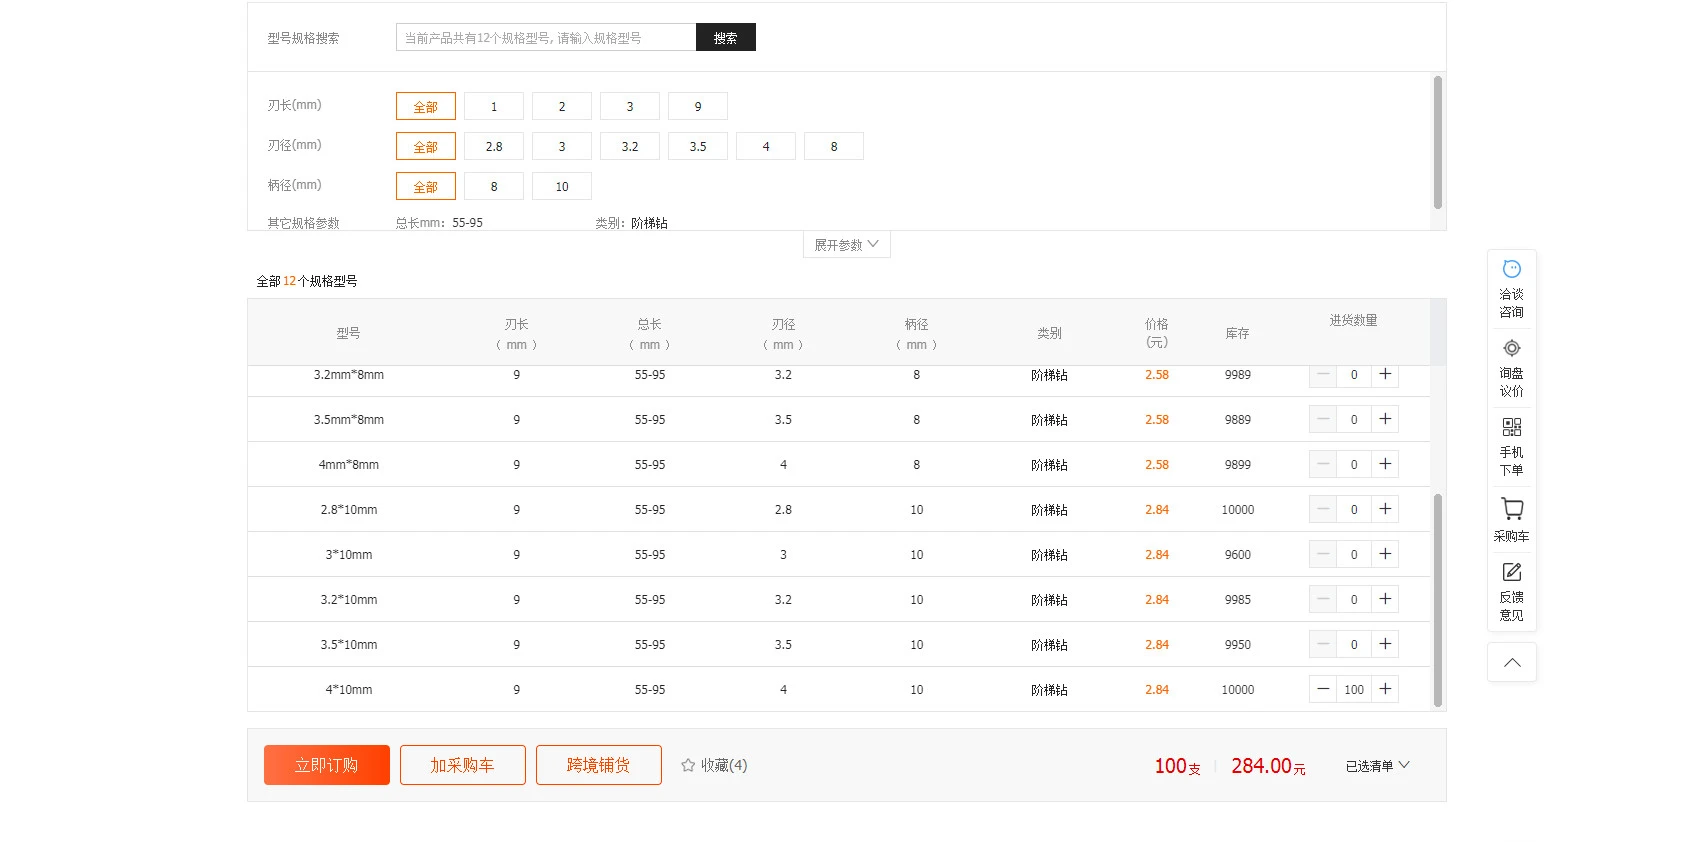 型号规格搜索 当前产品共有12个规格型号, 请输入规格型号 搜索
刃长(mm) 全部 1 2 3 9
刃径(mm) 全部 2.8 3 3.2 3.5 4 8
柄径(mm) 全部 8 10
其它规格参数 总长mm: 55-95 类别: 阶梯钻
展开参数
全部12个规格型号
型号 刃长（mm） 总长（mm） 刃径（mm） 柄径（mm） 类别 价格(元) 库存 进货数量
3.2mm*8mm 9 55-95 3.2 8 阶梯钻 2.58 9989 — 0 +
3.5mm*8mm 9 55-95 3.5 8 阶梯钻 2.58 9889 — 0 +
4mm*8mm 9 55-95 4 8 阶梯钻 2.58 9899 — 0 +
2.8*10mm 9 55-95 2.8 10 阶梯钻 2.84 10000 — 0 +
3*10mm 9 55-95 3 10 阶梯钻 2.84 9600 — 0 +
3.2*10mm 9 55-95 3.2 10 阶梯钻 2.84 9985 — 0 +
3.5*10mm 9 55-95 3.5 10 阶梯钻 2.84 9950 — 0 +
4*10mm 9 55-95 4 10 阶梯钻 2.84 10000 — 100 +
立即订购 加采购车 跨境铺货 收藏(4) 100支 284.00元 已选清单
洽谈
咨询
询盘
议价
手机
下单
采购车
反馈
意见